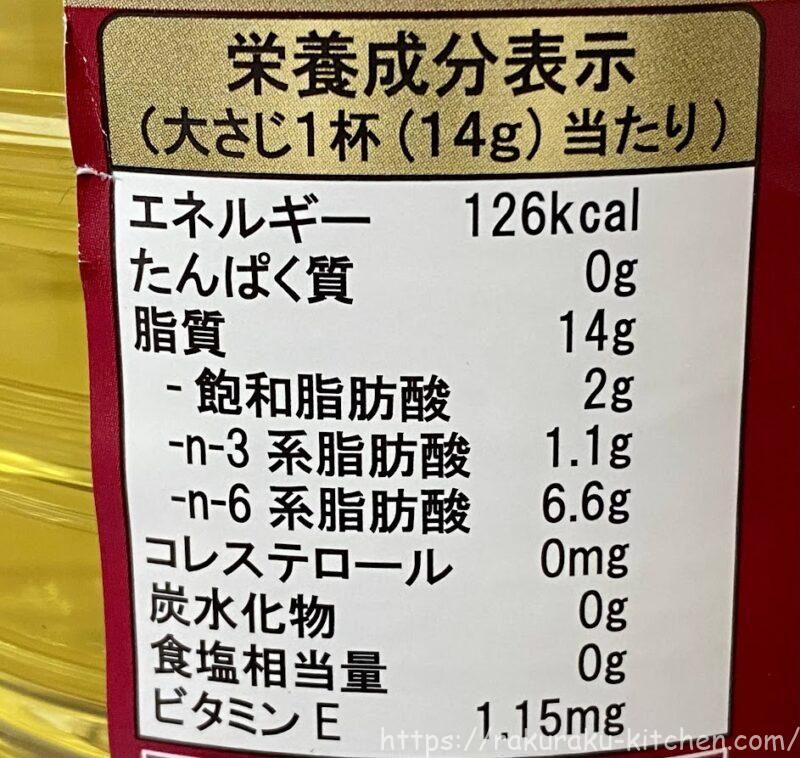 栄養成分表示
(大さじ1杯(14g)当たり)
エネルギー 126kcal
たんぱく質 0g
脂質 14g
- 飽和脂肪酸 2g
-n-3 系脂肪酸 1.1g
-n-6 系脂肪酸 6.6g
コレステロール 0mg
炭水化物 0g
食塩相当量 0g
ビタミンE 1.15mg
https://rakuraku-kitchen.com/